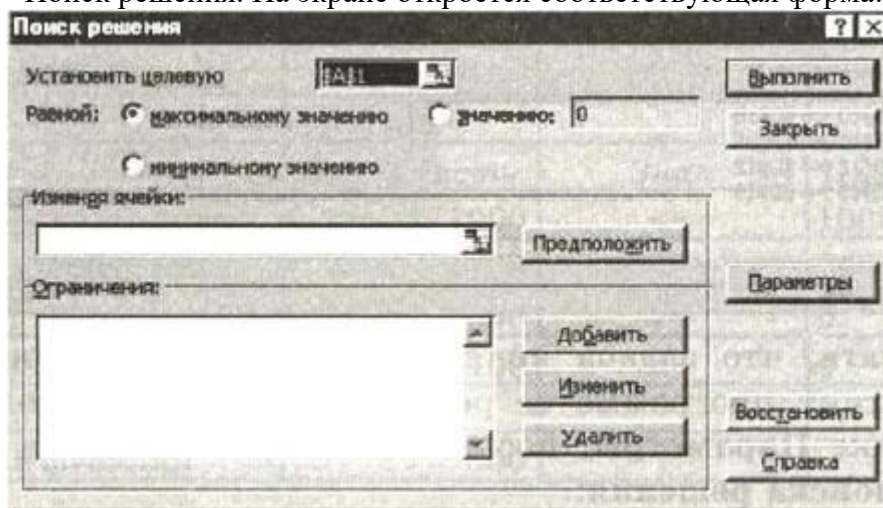 Поиск решения. На экране откроется соответствующая форма.
Поиск решения
Установить целевую $A$1
Выполнить
Равной: максимальному значению значению: 0
Закрыть
минимальному значению
Изменяя ячейки:
Предположить
Ограничения:
Параметры
Добавить
Изменить
Восстановить
Удалить
Справка